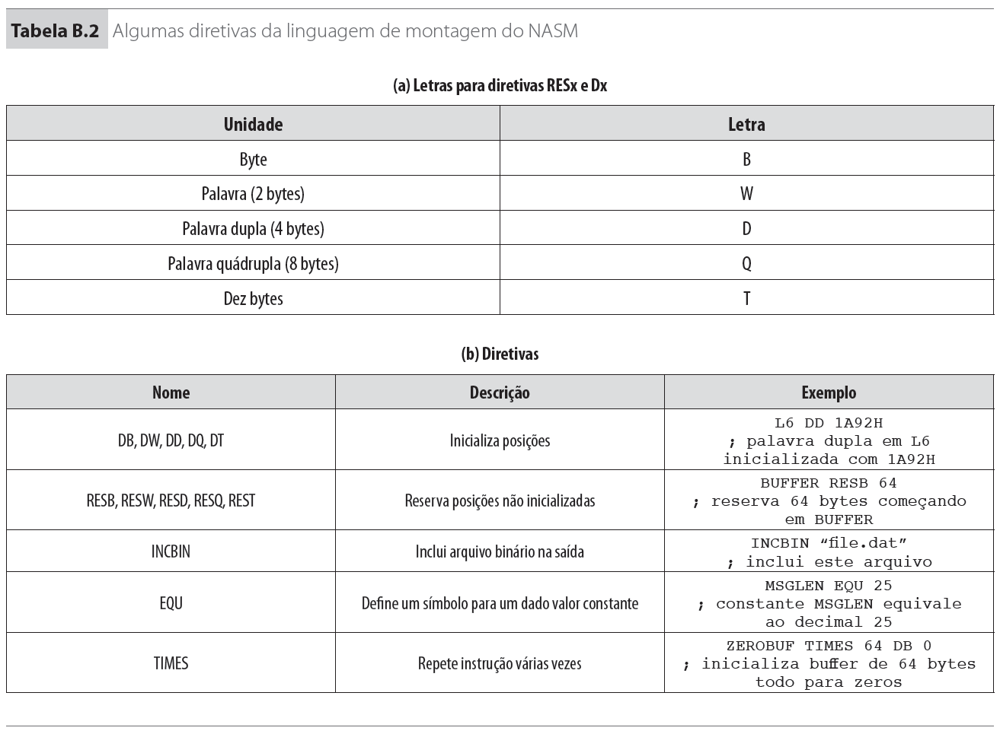 Tabela B.2 Algumas diretivas da linguagem de montagem do NASM
(a) Letras para diretivas RESx e Dx
Unidade Letra
Byte B
Palavra (2 bytes) W
Palavra dupla (4 bytes) D
Palavra quádrupla (8 bytes) Q
Dez bytes T
(b) Diretivas
Nome Descrição Exemplo
DB, DW, DD, DQ, DT Inicializa posições L6 DD 1A92H
; palavra dupla em L6
inicializada com 1A92H
RESB, RESW, RESD, RESQ, REST Reserva posições não inicializadas BUFFER RESB 64
; reserva 64 bytes começando
em BUFFER
INCBIN Inclui arquivo binário na saída INCBIN “file.dat”
; inclui este arquivo
EQU Define um símbolo para um dado valor constante MSGLEN EQU 25
; constante MSGLEN equivale
ao decimal 25
TIMES Repete instrução várias vezes ZEROBUF TIMES 64 DB 0
; inicializa buffer de 64 bytes
todo para zeros